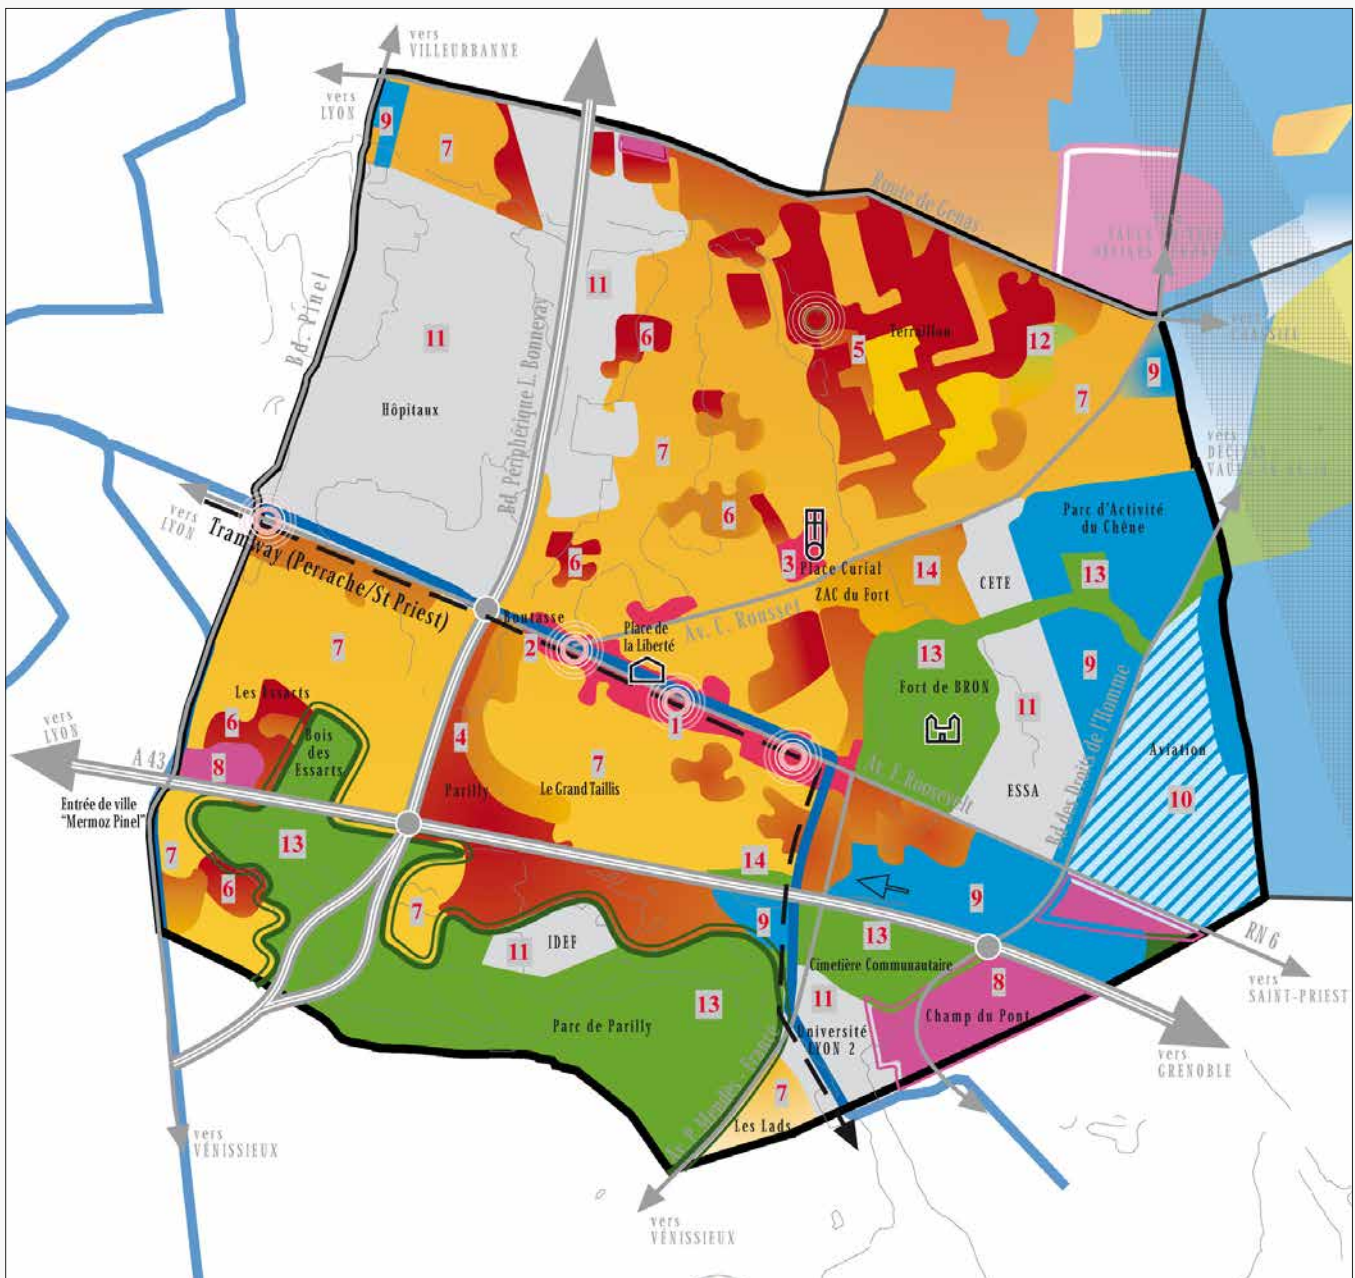 vers
VILLEURBANNE
vers
LYON
9
7
Route de Genas
Bd. Pinel
11
11
6
5
Terraillon
12
9
7
Bd. Périphérique L. Bonnevay
Hôpitaux
7
vers
DÉCINES
vers
LYON
Tramway (Perrache/St Priest)
6
6
3
Place Curial
ZAC du Fort
14
CETE
Parc d'Activité
du Chêne
13
Boutasse
2
Place de
la Liberté
Av. C. Rousset
7
13
Fort de BRON
9
11
Les Essarts
6
Bois
des
Essarts
8
vers
LYON
A 43
4
Parilly
1
7
Le Grand Taillis
Av. F. Roosevelt
ESSA
Bd des Droits de l'Homme
Aviation
10
Entrée de ville
"Mermoz Pinel"
13
7
6
7
14
9
9
11
IDEF
13
Cimetière Communautaire
8
Champ du Pont
RN 6
vers
SAINT-PRIEST
13
Parc de Parilly
11
Université
LYON 2
vers
GRENOBLE
Av. P. Mendès-France
7
Les Lads
vers
VÉNISSIEUX
vers
VÉNISSIEUX